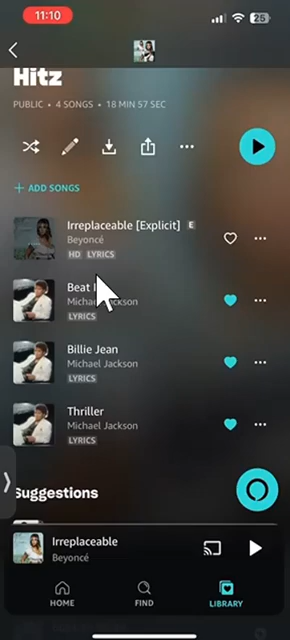 11:10
25
Hitz
PUBLIC • 4 SONGS • 18 MIN 57 SEC
+ ADD SONGS
Irreplaceable [Explicit] E
Beyoncé
HD LYRICS
Beat
Michael Jackson
LYRICS
Billie Jean
Michael Jackson
LYRICS
Thriller
Michael Jackson
LYRICS
Suggestions
Irreplaceable
Beyoncé
HOME FIND LIBRARY